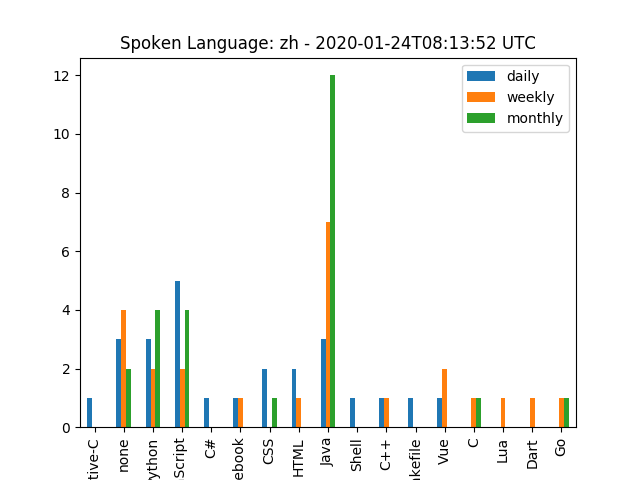 Spoken Language: zh - 2020-01-24T08:13:52 UTC
daily
weekly
monthly
12
10
8
6
4
2
0
tive-C
none
ython
Script
C#
ebook
CSS
HTML
Java
Shell
C++
kefile
Vue
C
Lua
Dart
Go